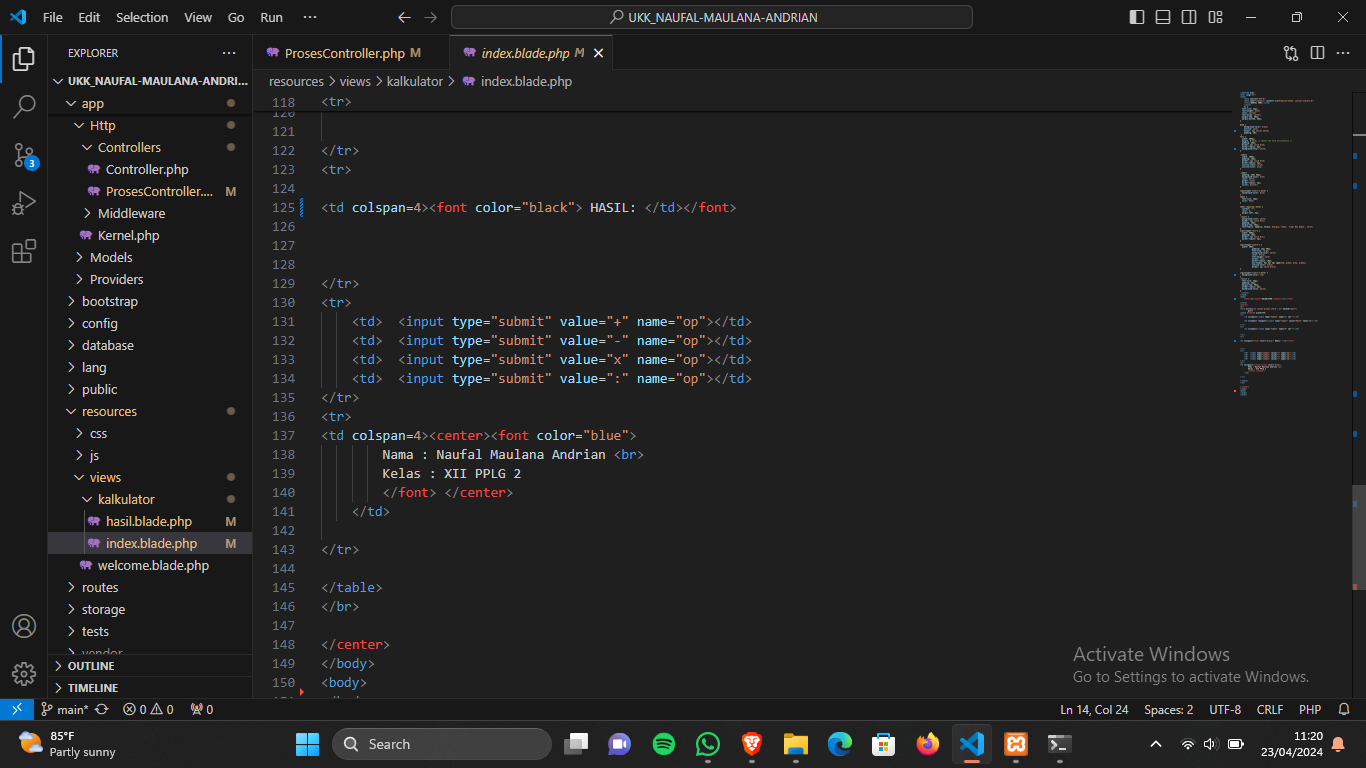 File Edit Selection View Go Run ··· UKK_NAUFAL-MAULANA-ANDRIAN
EXPLORER ···
UKK_NAUFAL-MAULANA-ANDRI...
app
Http
Controllers
Controller.php
ProsesController.... M
Middleware
Kernel.php
Models
Providers
bootstrap
config
database
lang
public
resources
css
js
views
kalkulator
hasil.blade.php M
index.blade.php M
welcome.blade.php
routes
storage
tests
vendor
OUTLINE
TIMELINE
3
ProsesController.php M index.blade.php M
resources > views > kalkulator > index.blade.php
118 <tr>
120
121
122 </tr>
123 <tr>
124
125 <td colspan=4><font color="black"> HASIL: </td></font>
126
127
128
129 </tr>
130 <tr>
131 <td>  <input type="submit" value="+" name="op"></td>
132 <td>  <input type="submit" value="-" name="op"></td>
133 <td>  <input type="submit" value="x" name="op"></td>
134 <td>  <input type="submit" value=":" name="op"></td>
135 </tr>
136 <tr>
137 <td colspan=4><center><font color="blue">
138 Nama : Naufal Maulana Andrian <br>
139 Kelas : XII PPLG 2
140 </font> </center>
141 </td>
142
143 </tr>
144
145 </table>
146 </br>
147
148 </center>
149 </body>
150 <body>
Activate Windows
Go to Settings to activate Windows.
main* 0 0 0 Ln 14, Col 24 Spaces: 2 UTF-8 CRLF PHP
85°F
Partly sunny
Search
11:20
23/04/2024